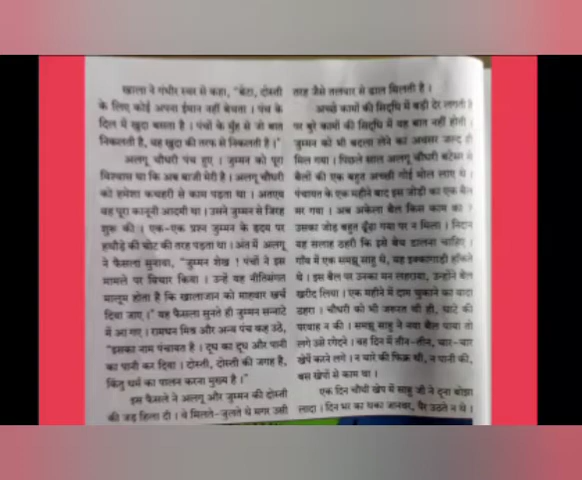 खाला ने गंभीर स्वर से कहा, "बेटा, दोस्ती
के लिए कोई अपना ईमान नहीं बेचता । पंच के
दिल में खुदा बसता है । पंचों के मुँह से जो बात
निकलती है, वह खुदा की तरफ से निकलती है ।"
अलगू चौधरी पंच हुए । जुम्मन को पूरा
विश्वास था कि अब बाजी मेरी है । अलगू चौधरी
को हमेशा कचहरी से काम पड़ता था । अतएव
वह पूरा कानूनी आदमी था । उसने जुम्मन से जिरह
शुरू की । एक-एक प्रश्न जुम्मन के हृदय पर
हथौड़े की चोट की तरह पड़ता था । अंत में अलगू
ने फैसला सुनाया, "जुम्मन शेख ! पंचों ने इस
मामले पर विचार किया । उन्हें यह नीतिसंगत
मालूम होता है कि खालाजान को माहवार खर्च
दिया जाए ।" यह फैसला सुनते ही जुम्मन सन्नाटे
में आ गए । रामधन मिश्र और अन्य पंच कह उठे,
"इसका नाम पंचायत है । दूध का दूध और पानी
का पानी कर दिया । दोस्ती, दोस्ती की जगह है,
किंतु धर्म का पालन करना मुख्य है ।"
इस फैसले ने अलगू और जुम्मन की दोस्ती
की जड़ हिला दी । वे मिलते-जुलते थे मगर उसी
तरह जैसे तलवार से ढाल मिलती है ।
अच्छे कामों की सिद्धि में बड़ी देर लगती है
पर बुरे कामों की सिद्धि में यह बात नहीं होती ।
जुम्मन को भी बदला लेने का अवसर जल्द ही
मिल गया । पिछले साल अलगू चौधरी बटेसर से
बैलों की एक बहुत अच्छी गोई मोल लाए थे ।
पंचायत के एक महीने बाद इस जोड़ी का एक बैल
मर गया । अब अकेला बैल किस काम का ?
उसका जोड़ बहुत ढूँढ़ा गया पर न मिला । निदान
यह सलाह ठहरी कि इसे बेच डालना चाहिए ।
गाँव में एक समझू साहु थे, वह इक्कागाड़ी हाँकते
थे । इस बैल पर उनका मन लहराया, उन्होंने बैल
खरीद लिया । एक महीने में दाम चुकाने का वादा
ठहरा । चौधरी को भी जरूरत थी ही, घाटे की
परवाह न की । समझू साहु ने नया बैल पाया तो
लगे उसे रगेदने । वह दिन में तीन-तीन, चार-चार
खेपें करने लगे । न चारे की फिक्र थी, न पानी की,
बस खेपों से काम था ।
एक दिन चौथी खेप में साहु जी ने दूना बोझा
लादा । दिन भर का थका जानवर, पैर उठते न थे ।